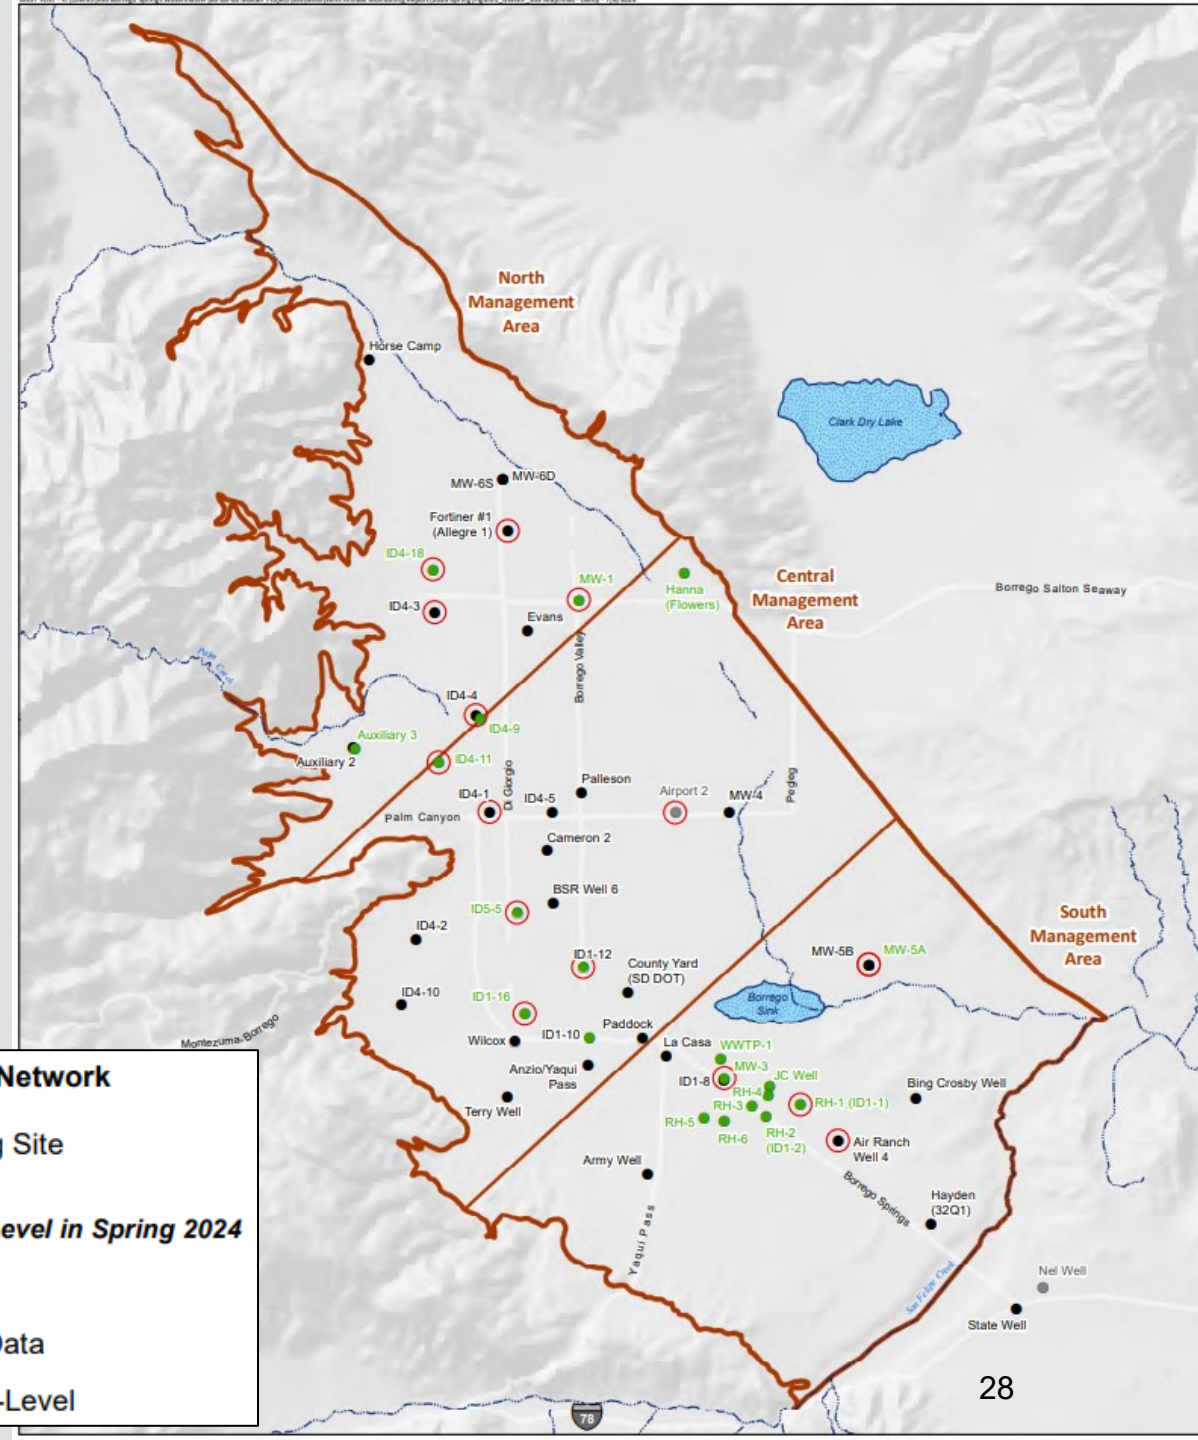 North
Management
Area
Horse Camp
Clark Dry Lake
MW-6S
MW-6D
Fortiner #1
(Allegre 1)
ID4-18
MW-1
Hanna
(Flowers)
Central
Management
Area
Borrego Salton Seaway
ID4-3
Evans
Borrego Valley
Palm Creek
ID4-4
ID4-9
Auxiliary 3
Auxiliary 2
ID4-11
Di Giorgio
Palleson
ID4-1
ID4-5
Airport 2
MW-4
Pegleg
Palm Canyon
Cameron 2
BSR Well 6
ID5-5
South
Management
Area
ID4-2
MW-5B
MW-5A
ID1-12
County Yard
(SD DOT)
ID4-10
ID1-16
Borrego
Sink
Montezuma-Borrego
Wilcox
ID1-10
Paddock
La Casa
WWTP-1
Anzio/Yaqui
Pass
ID1-8
MW-3
JC Well
RH-4
Bing Crosby Well
Terry Well
RH-3
RH-1 (ID1-1)
RH-5
RH-6
RH-2
(ID1-2)
Air Ranch
Well 4
Army Well
Borrego Springs
Hayden
(32Q1)
Yaqui Pass
San Felipe Creek
Nel Well
State Well
Network
g Site
evel in Spring 2024
Data
-Level
28
78